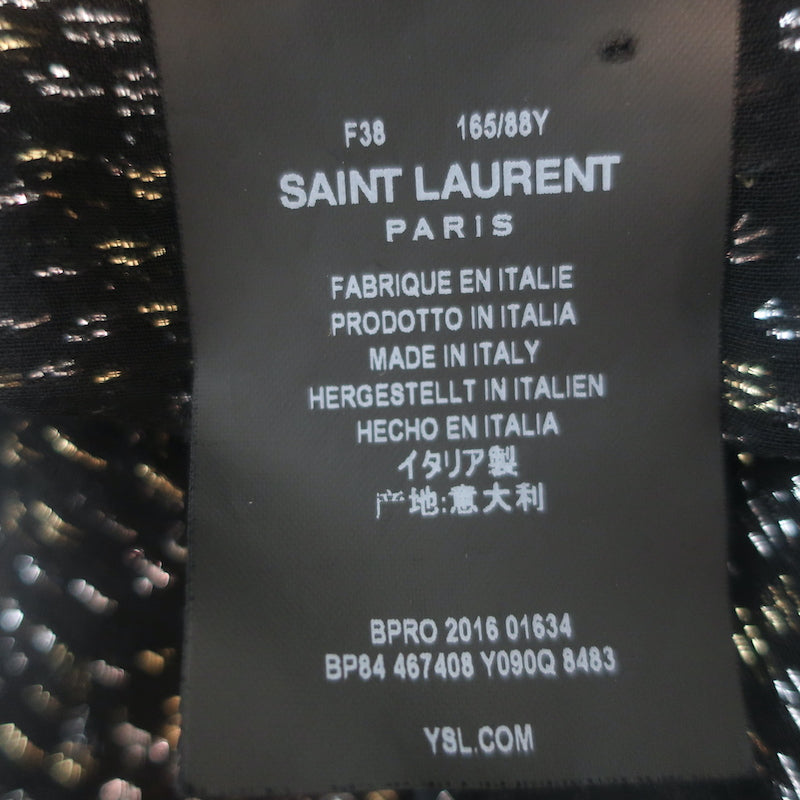 F38 165/88Y
SAINT LAURENT
PARIS
FABRIQUE EN ITALIE
PRODOTTO IN ITALIA
MADE IN ITALY
HERGESTELLT IN ITALIEN
HECHO EN ITALIA
イタリア製
产地:意大利
BPRO 2016 01634
BP84 467408 Y090Q 8483
YSL.COM